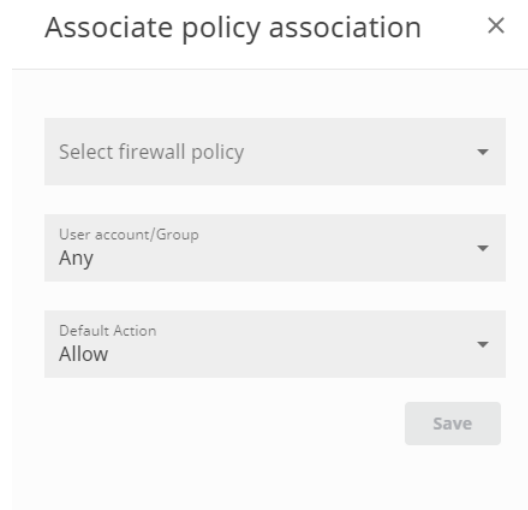 Associate policy association
Select firewall policy
User account/Group
Any
Default Action
Allow
Save